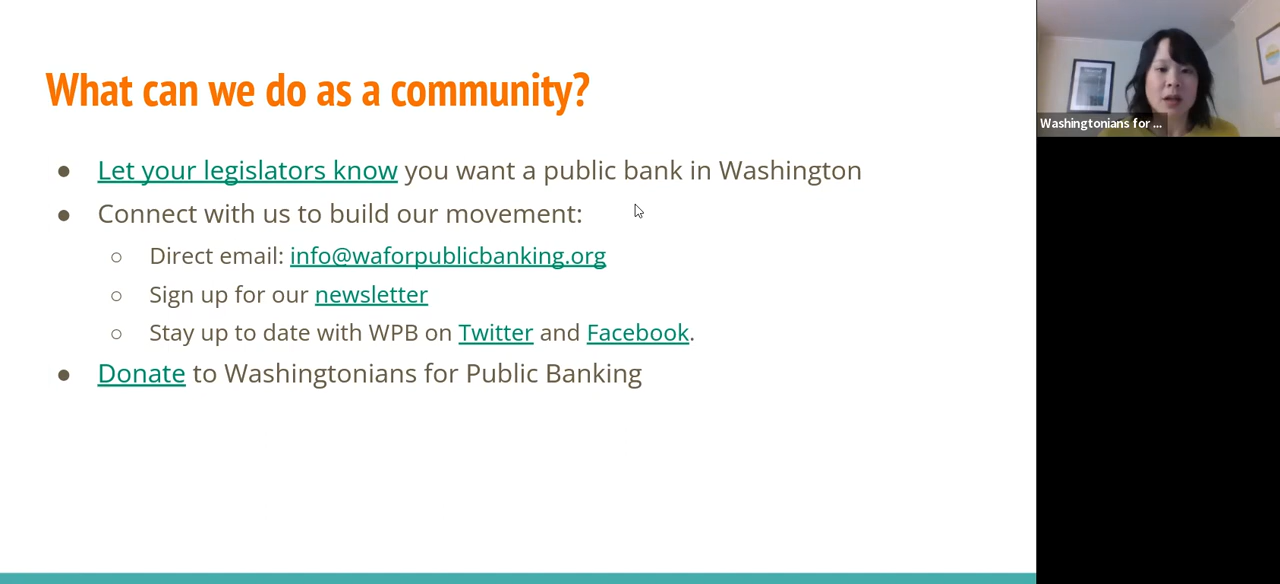 What can we do as a community?
● Let your legislators know you want a public bank in Washington
● Connect with us to build our movement:
○ Direct email: info@waforpublicbanking.org
○ Sign up for our newsletter
○ Stay up to date with WPB on Twitter and Facebook.
● Donate to Washingtonians for Public Banking
Washingtonians for ...